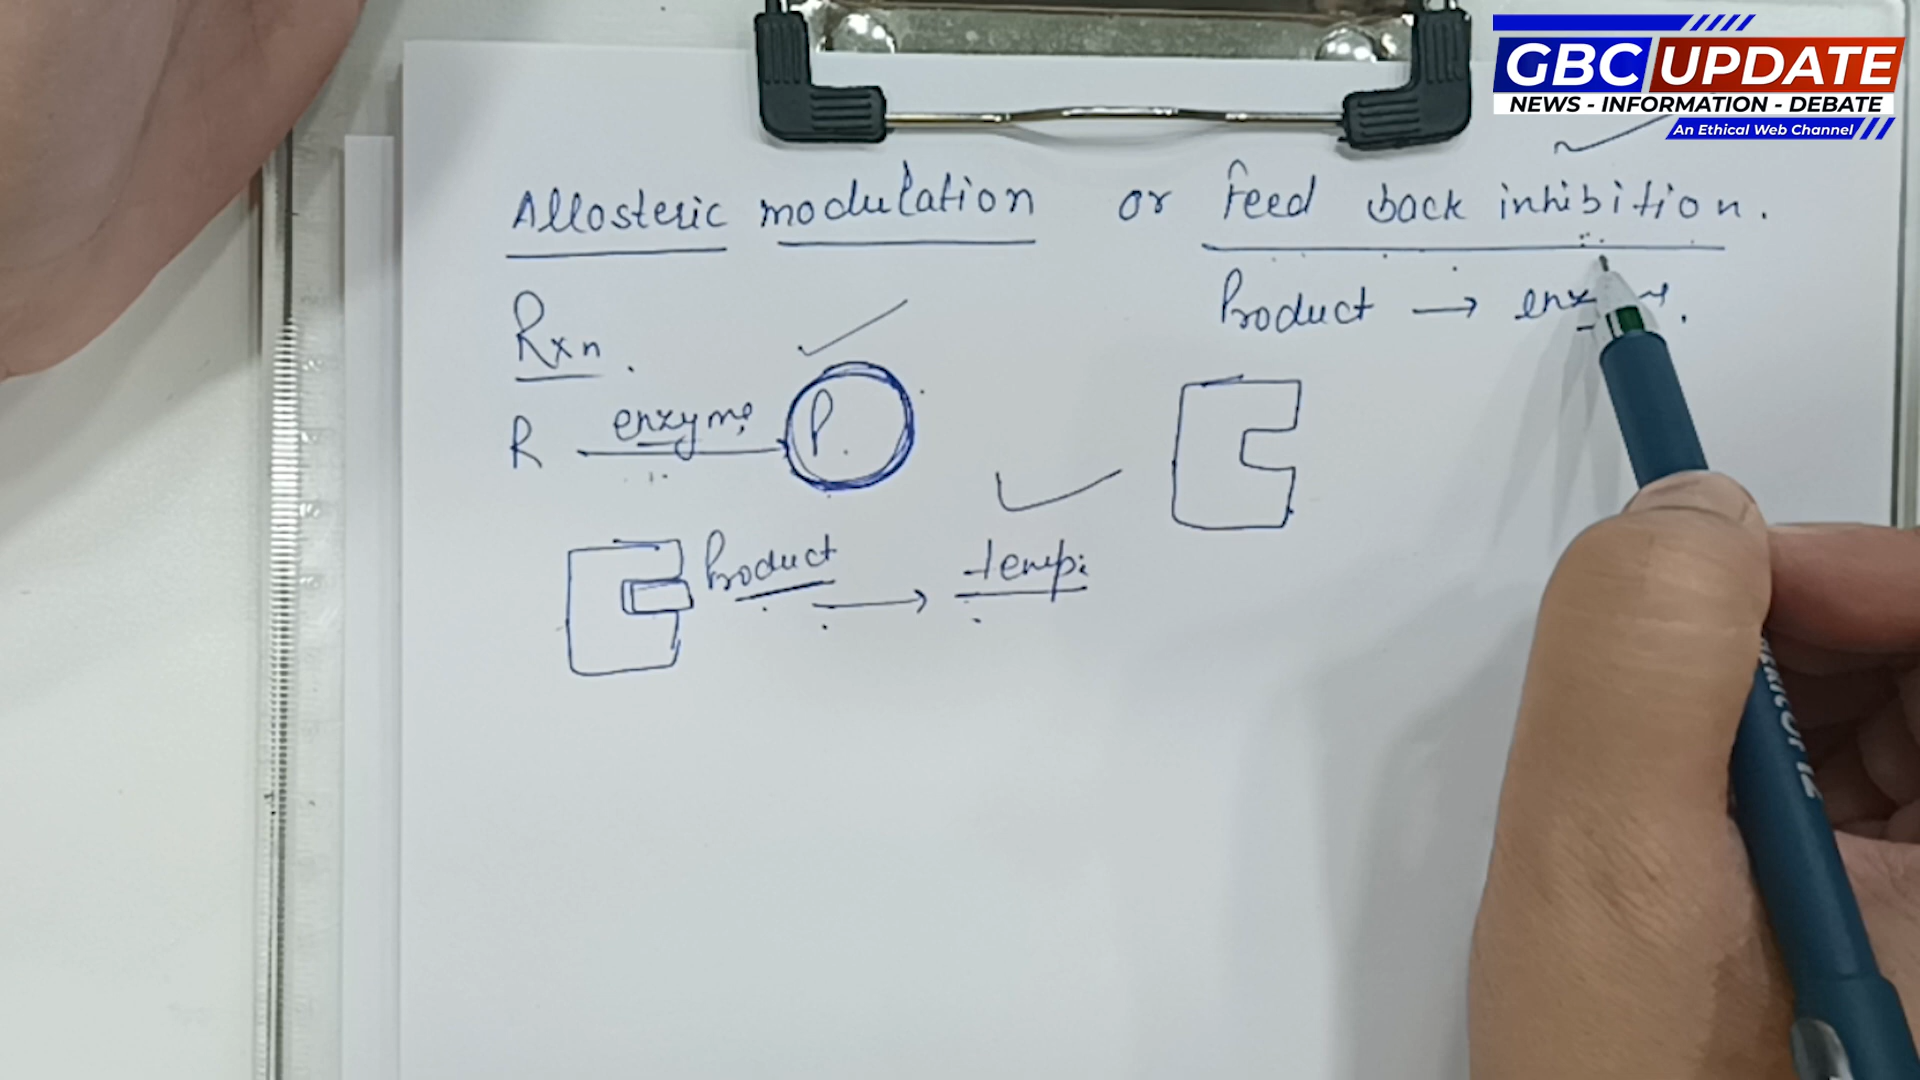 GBC UPDATE
NEWS - INFORMATION - DEBATE
An Ethical Web Channel
Allosteric modulation or Feed back inhibition.
Product → enzyme.
Rxn.
R enzyme P.
Product → temp: